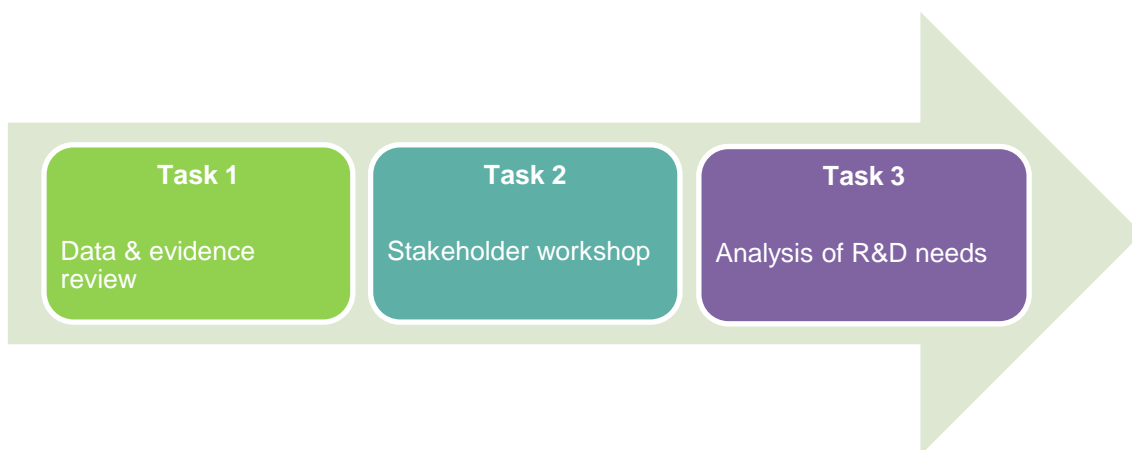 Task 1
Data & evidence
review
Task 2
Stakeholder workshop
Task 3
Analysis of R&D needs